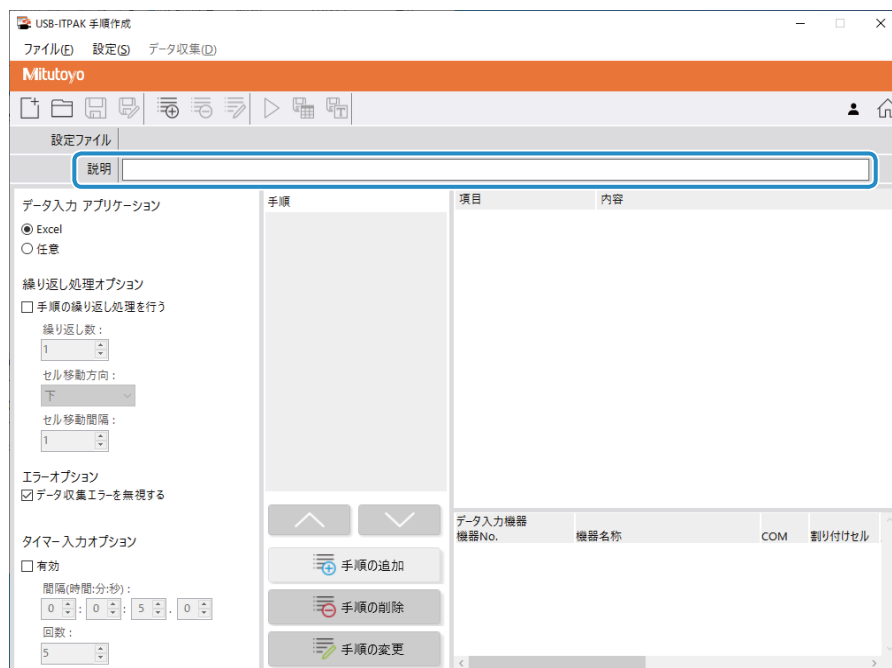 USB-ITPAK 手順作成
ファイル(F) 設定(S) データ収集(D)
Mitutoyo
設定ファイル
説明
データ入力 アプリケーション
Excel
任意
繰り返し処理オプション
手順の繰り返し処理を行う
繰り返し数 :
1
セル移動方向 :
下
セル移動間隔 :
1
エラーオプション
データ収集エラーを無視する
タイマー入力オプション
有効
間隔(時間:分:秒) :
0 : 0 : 5 . 0
回数 :
5
手順
手順の追加
手順の削除
手順の変更
項目 内容
データ入力機器
機器No. 機器名称 COM 割り付けセル